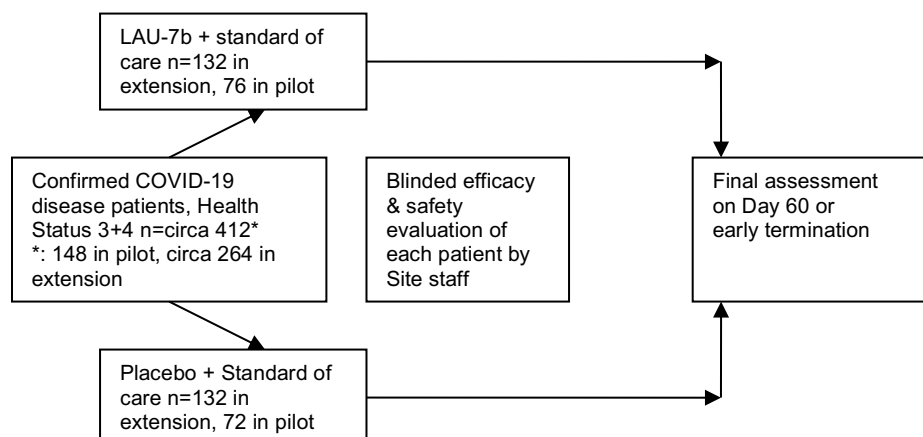 LAU-7b + standard of
care n=132 in
extension, 76 in pilot
Confirmed COVID-19
disease patients, Health
Status 3+4 n=circa 412*
*: 148 in pilot, circa 264 in
extension
Blinded efficacy
& safety
evaluation of
each patient by
Site staff
Final assessment
on Day 60 or
early termination
Placebo + Standard of
care n=132 in
extension, 72 in pilot